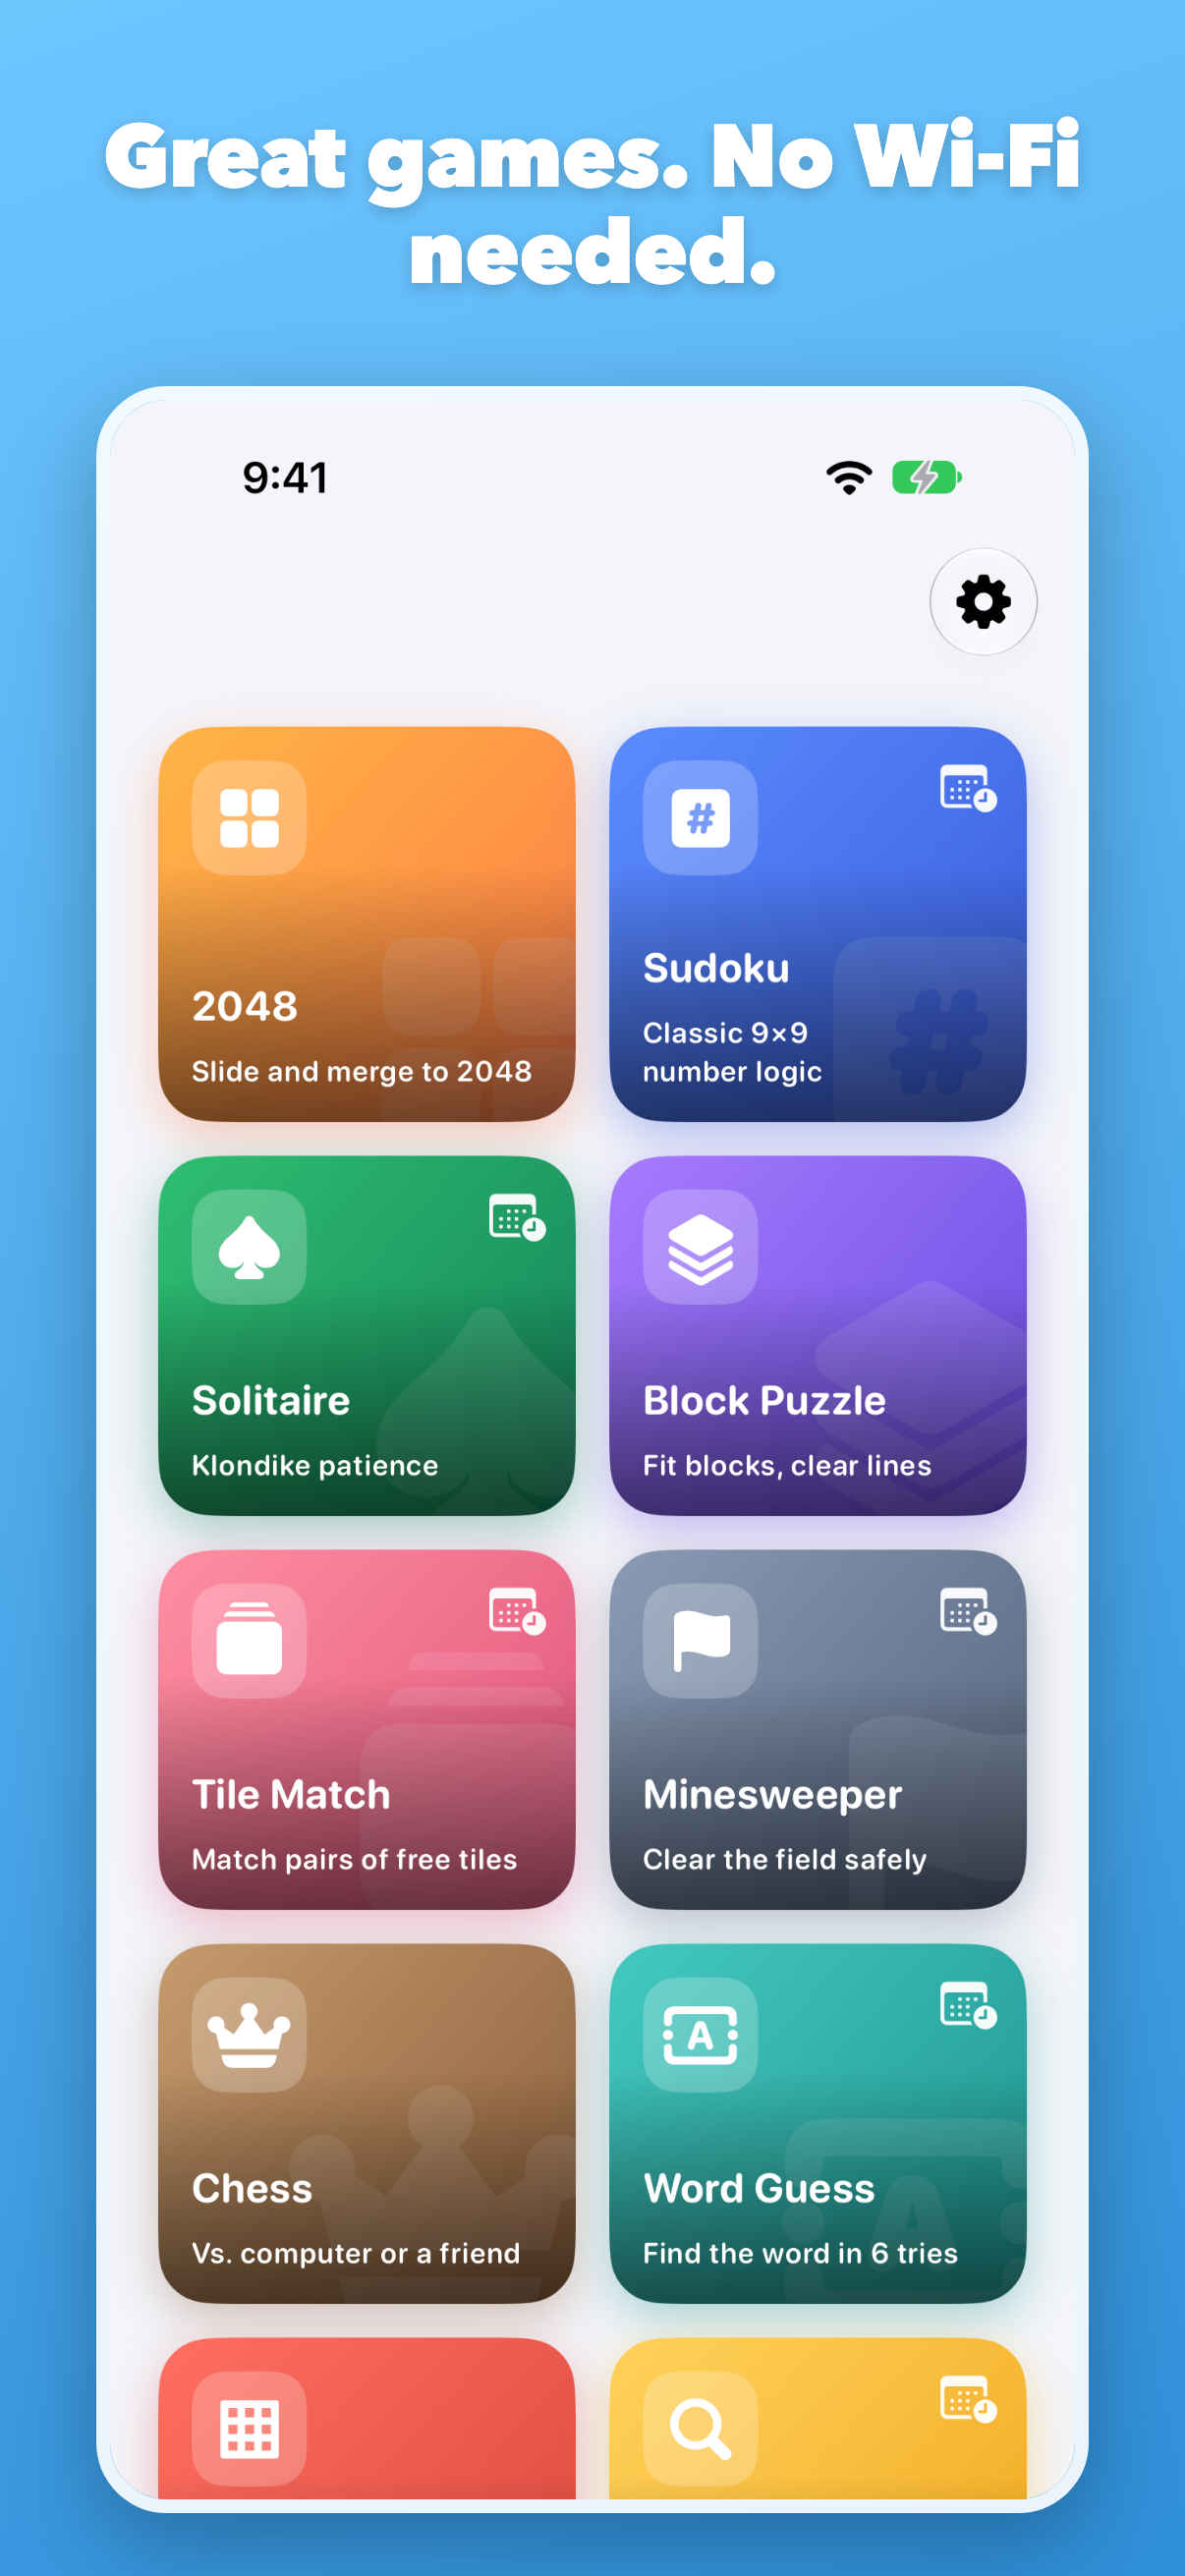 Great games. No Wi-Fi
needed.
9:41
2048
Slide and merge to 2048
Sudoku
Classic 9×9
number logic
Solitaire
Klondike patience
Block Puzzle
Fit blocks, clear lines
Tile Match
Match pairs of free tiles
Minesweeper
Clear the field safely
Chess
Vs. computer or a friend
A
Word Guess
Find the word in 6 tries